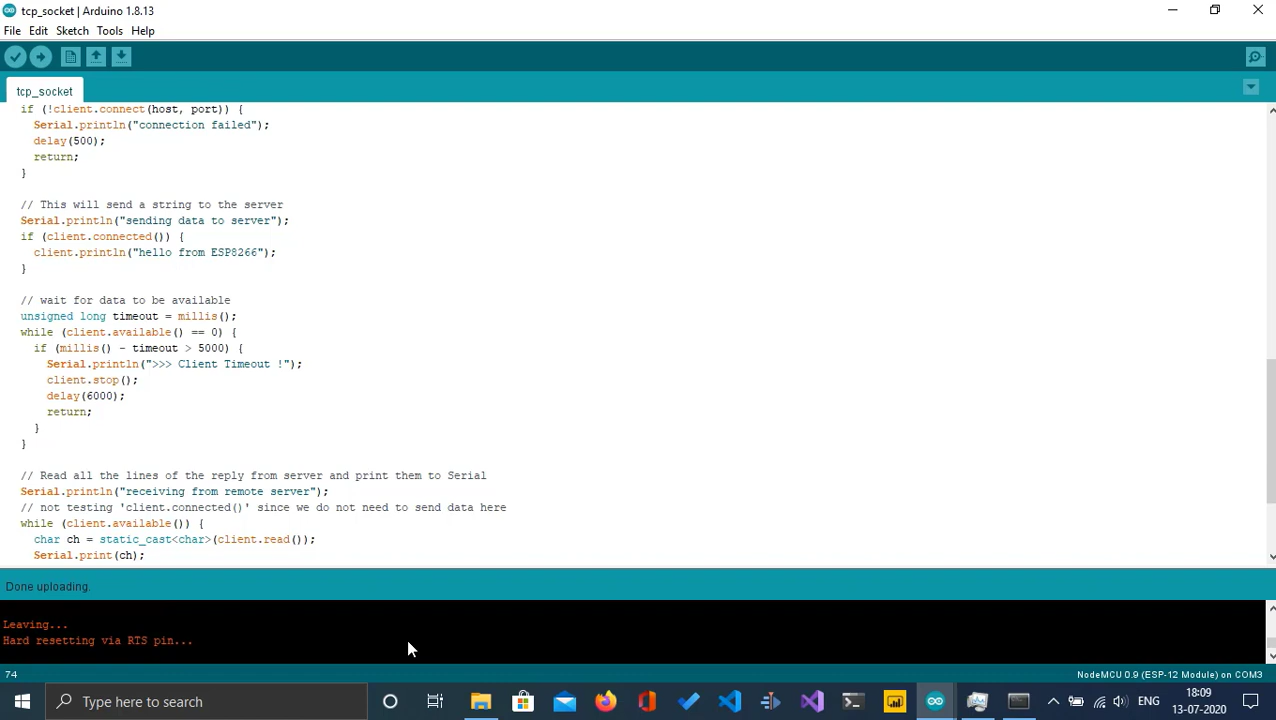 tcp_socket | Arduino 1.8.13
File Edit Sketch Tools Help
tcp_socket
if (!client.connect(host, port)) {
Serial.println("connection failed");
delay(500);
return;
}
// This will send a string to the server
Serial.println("sending data to server");
if (client.connected()) {
client.println("hello from ESP8266");
}
// wait for data to be available
unsigned long timeout = millis();
while (client.available() == 0) {
if (millis() - timeout > 5000) {
Serial.println(">>> Client Timeout !");
client.stop();
delay(6000);
return;
}
}
// Read all the lines of the reply from server and print them to Serial
Serial.println("receiving from remote server");
// not testing 'client.connected()' since we do not need to send data here
while (client.available()) {
char ch = static_cast<char>(client.read());
Serial.print(ch);
Done uploading.
Leaving...
Hard resetting via RTS pin...
74 NodeMCU 0.9 (ESP-12 Module) on COM3
Type here to search
ENG
18:09
13-07-2020